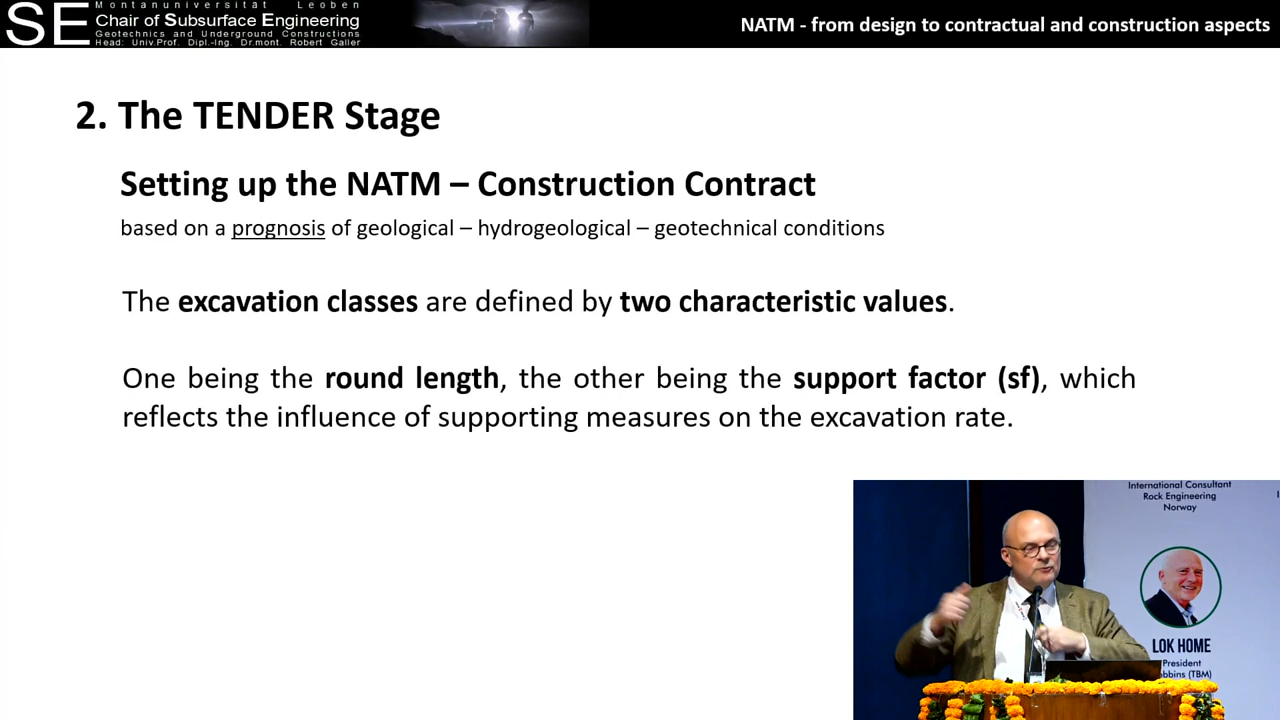 SE
Montanuniversität Leoben
Chair of Subsurface Engineering
Geotechnics and Underground Constructions
Head: Univ.Prof. Dipl.-Ing. Dr.mont. Robert Galler
NATM - from design to contractual and construction aspects
2. The TENDER Stage
Setting up the NATM – Construction Contract
based on a prognosis of geological – hydrogeological – geotechnical conditions
The excavation classes are defined by two characteristic values.
One being the round length, the other being the support factor (sf), which
reflects the influence of supporting measures on the excavation rate.
International Consultant
Rock Engineering
Norway
LOK HOME
President
bbins (TBM)